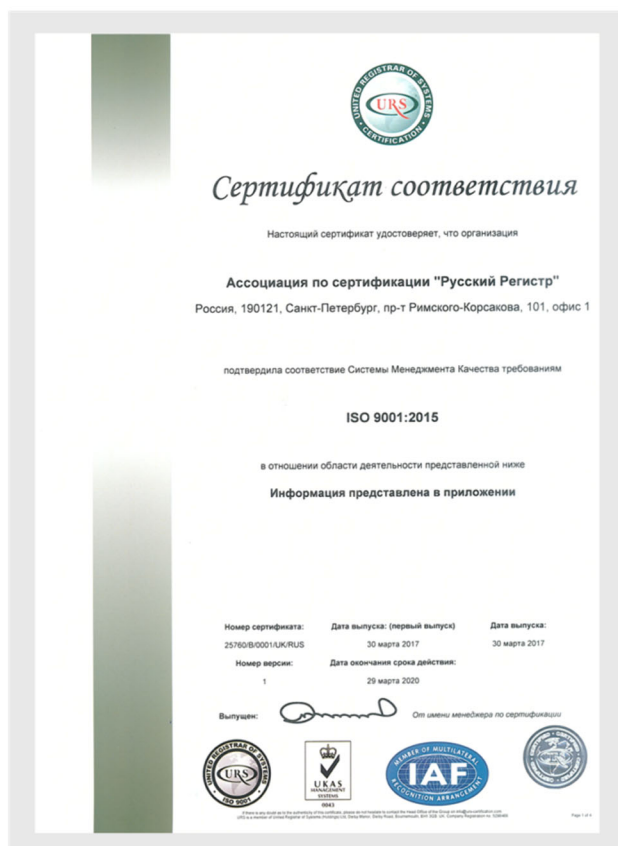 UNITED REGISTRAR OF SYSTEMS
URS
CERTIFICATION
Сертификат соответствия
Настоящий сертификат удостоверяет, что организация
Ассоциация по сертификации "Русский Регистр"
Россия, 190121, Санкт-Петербург, пр-т Римского-Корсакова, 101, офис 1
подтвердила соответствие Системы Менеджмента Качества требованиям
ISO 9001:2015
в отношении области деятельности представленной ниже
Информация представлена в приложении
Номер сертификата: Дата выпуска: (первый выпуск) Дата выпуска:
25760/B/0001/UK/RUS 30 марта 2017 30 марта 2017
Номер версии: Дата окончания срока действия:
1 29 марта 2020
Выпущен: От имени менеджера по сертификации
UNITED REGISTRAR OF SYSTEMS
URS
ISO 9001
UKAS
MANAGEMENT
SYSTEMS
0043
MEMBER OF MULTILATERAL
IAF
RECOGNITION ARRANGEMENT
Page 1 of 4